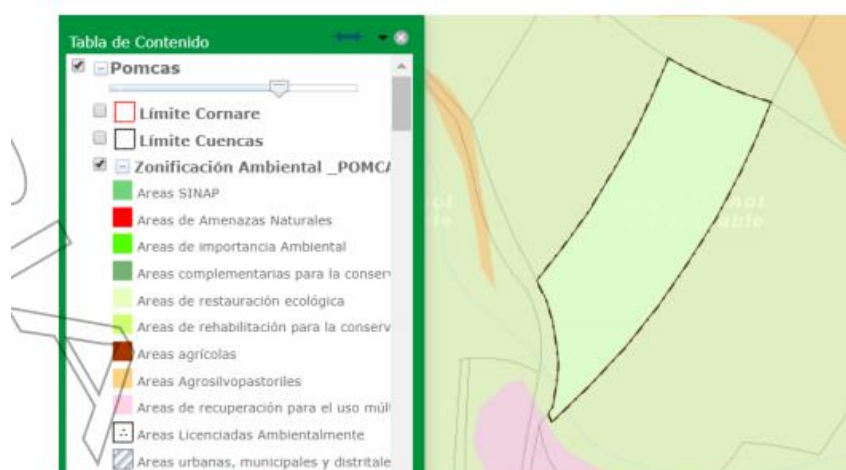 Tabla de Contenido
Pomcas
Límite Cornare
Límite Cuencas
Zonificación Ambiental _POMCA
Areas SINAP
Areas de Amenazas Naturales
Areas de importancia Ambiental
Areas complementarias para la conser
Areas de restauración ecológica
Areas de rehabilitación para la conserv
Areas agrícolas
Areas Agrosilvopastoriles
Areas de recuperación para el uso múl
Areas Licenciadas Ambientalmente
Areas urbanas, municipales y distritale